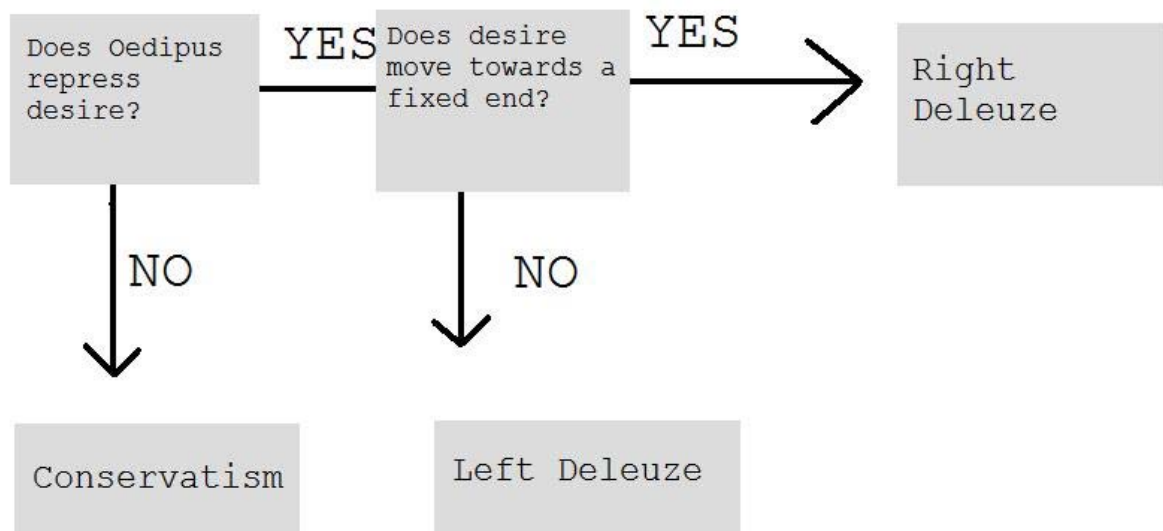 Does Oedipus
repress
desire?
YES
Does desire
move towards a
fixed end?
YES
Right
Deleuze
NO
NO
Conservatism
Left Deleuze